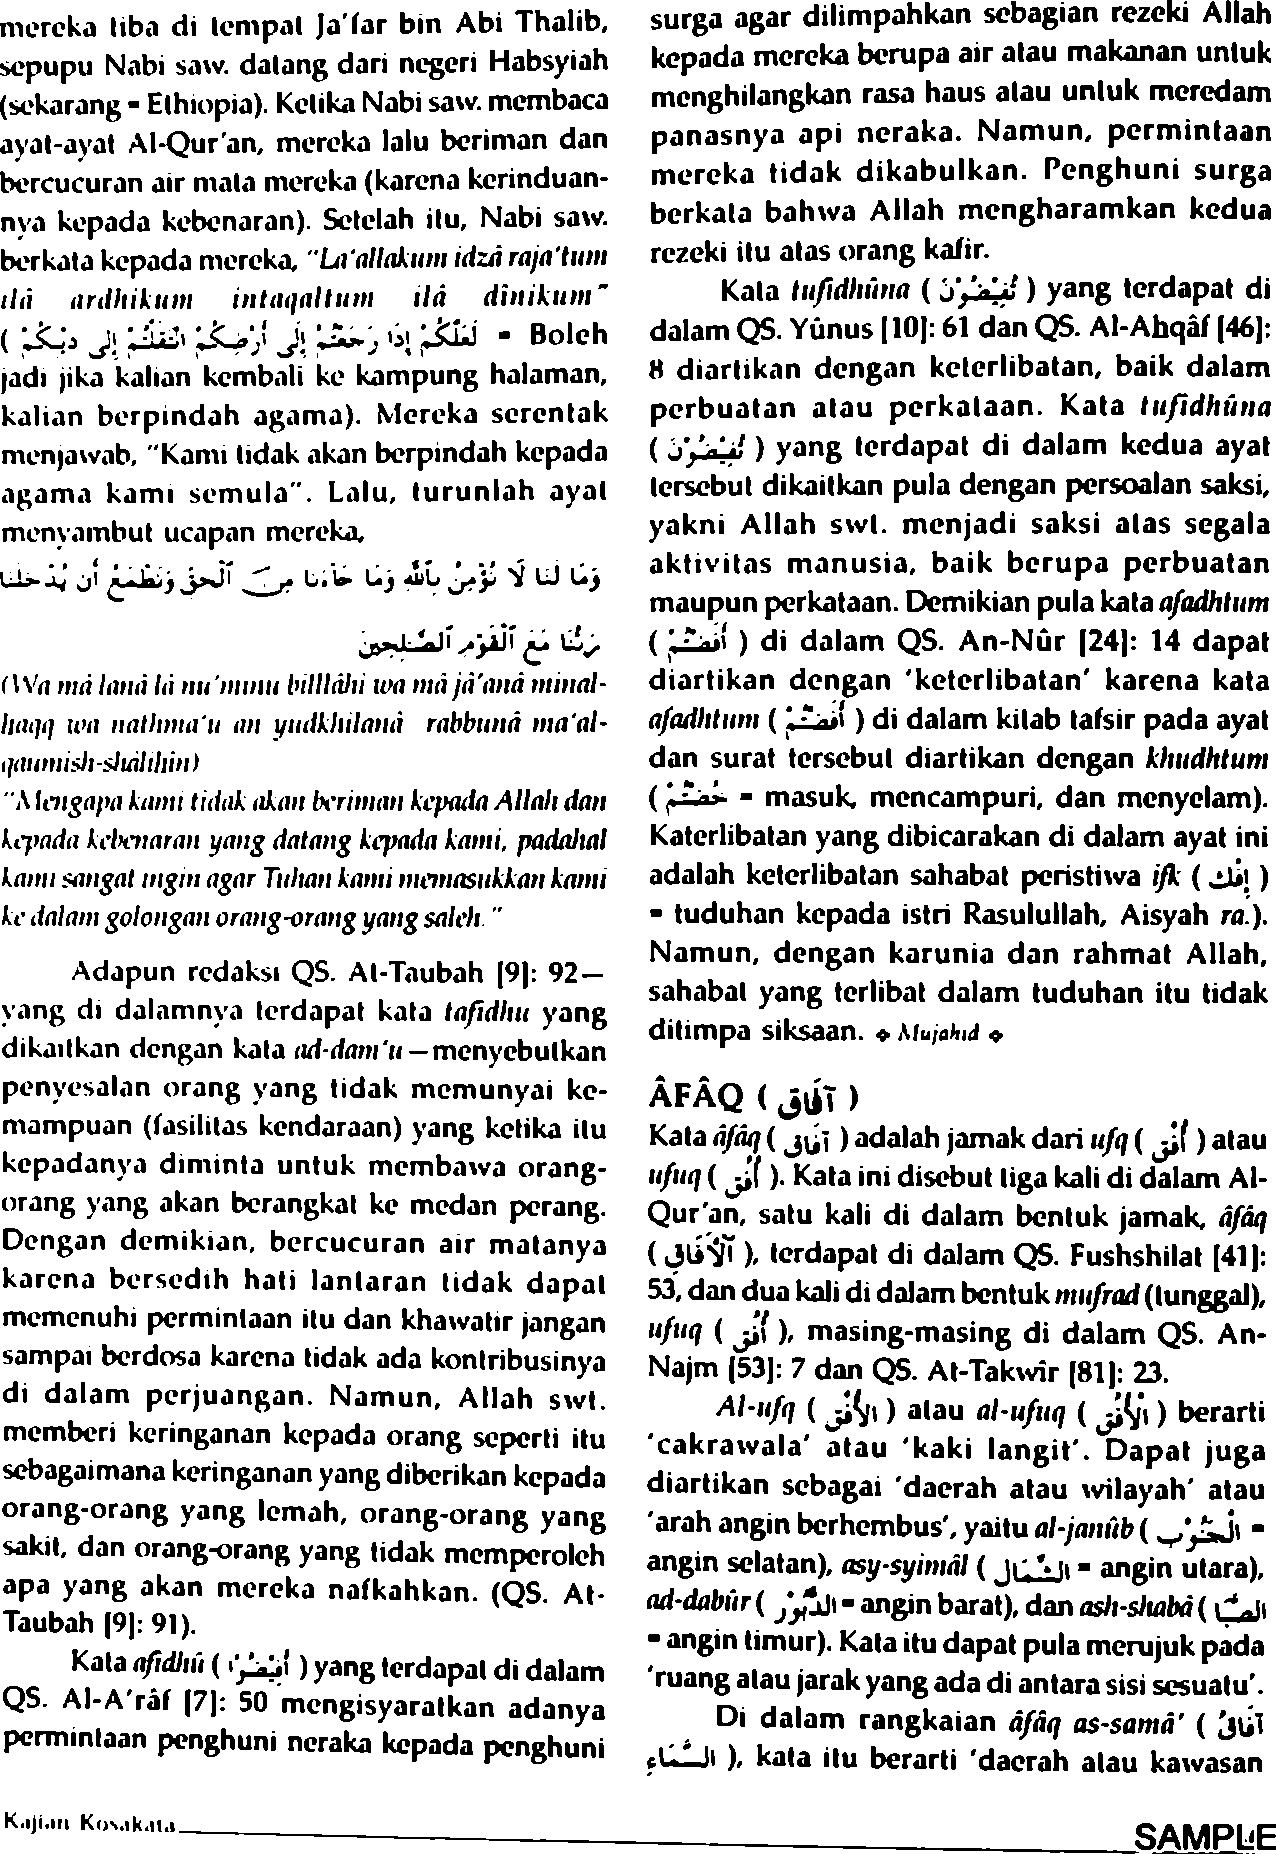 mereka tiba di tempat Ja'far bin Abi Thalib,
sepupu Nabi saw. datang dari negeri Habsyiah
(sekarang = Ethiopia). Ketika Nabi saw. membaca
ayat-ayat Al-Qur'an, mereka lalu beriman dan
bercucuran air mata mereka (karena kerinduan-
nya kepada kebenaran). Setelah itu, Nabi saw.
berkata kepada mereka, "La'allakum idzâ raja'tum
ilâ ardhikum intaqaltum ilâ dînikum"
( لَعَلَّكُمْ إِذَا رَجَعْتُمْ إِلَى أَرْضِكُمْ انْتَقَلْتُمْ إِلَى دِيْنِكُمْ = Boleh
jadi jika kalian kembali ke kampung halaman,
kalian berpindah agama). Mereka serentak
menjawab, "Kami tidak akan berpindah kepada
agama kami semula". Lalu, turunlah ayat
menyambut ucapan mereka,
وَمَا لَنَا لَا نُؤْمِنُ بِاللَّهِ وَمَا جَاءَنَا مِنَ الْحَقِّ وَنَطْمَعُ أَن يُدْخِلَنَا
رَبُّنَا مَعَ الْقَوْمِ الصَّالِحِينَ
(Wa mâ lanâ lâ nu'minu billlâhi wa mâ jâ'anâ minal-
haqq wa nathma'u an yudkhilanâ rabbunâ ma'al-
qaumish-shâlihîn)
"Mengapa kami tidak akan beriman kepada Allah dan
kepada kebenaran yang datang kepada kami, padahal
kami sangat ingin agar Tuhan kami memasukkan kami
ke dalam golongan orang-orang yang saleh."
Adapun redaksi QS. At-Taubah [9]: 92—
yang di dalamnya terdapat kata tafidhu yang
dikaitkan dengan kata ad-dam'u—menyebutkan
penyesalan orang yang tidak memunyai ke-
mampuan (fasilitas kendaraan) yang ketika itu
kepadanya diminta untuk membawa orang-
orang yang akan berangkat ke medan perang.
Dengan demikian, bercucuran air matanya
karena bersedih hati lantaran tidak dapat
memenuhi permintaan itu dan khawatir jangan
sampai berdosa karena tidak ada kontribusinya
di dalam perjuangan. Namun, Allah swt.
memberi keringanan kepada orang seperti itu
sebagaimana keringanan yang diberikan kepada
orang-orang yang lemah, orang-orang yang
sakit, dan orang-orang yang tidak memperoleh
apa yang akan mereka nafkahkan. (QS. At-
Taubah [9]: 91).
Kata afidhû ( أَفِيْضُوْا ) yang terdapat di dalam
QS. Al-A'râf [7]: 50 mengisyaratkan adanya
permintaan penghuni neraka kepada penghuni
surga agar dilimpahkan sebagian rezeki Allah
kepada mereka berupa air atau makanan untuk
menghilangkan rasa haus atau untuk meredam
panasnya api neraka. Namun, permintaan
mereka tidak dikabulkan. Penghuni surga
berkata bahwa Allah mengharamkan kedua
rezeki itu atas orang kafir.
Kata tufidhûna ( تُفِيْضُوْنَ ) yang terdapat di
dalam QS. Yûnus [10]: 61 dan QS. Al-Ahqâf [46]:
8 diartikan dengan keterlibatan, baik dalam
perbuatan atau perkataan. Kata tufidhûna
( تُفِيْضُوْنَ ) yang terdapat di dalam kedua ayat
tersebut dikaitkan pula dengan persoalan saksi,
yakni Allah swt. menjadi saksi atas segala
aktivitas manusia, baik berupa perbuatan
maupun perkataan. Demikian pula kata afadhtum
( أَفَضْتُمْ ) di dalam QS. An-Nûr [24]: 14 dapat
diartikan dengan 'keterlibatan' karena kata
afadhtum ( أَفَضْتُمْ ) di dalam kitab tafsir pada ayat
dan surat tersebut diartikan dengan khudhtum
( خُضْتُمْ = masuk, mencampuri, dan menyelam).
Katerlibatan yang dibicarakan di dalam ayat ini
adalah keterlibatan sahabat peristiwa ifk ( إِفْك )
= tuduhan kepada istri Rasulullah, Aisyah ra.).
Namun, dengan karunia dan rahmat Allah,
sahabat yang terlibat dalam tuduhan itu tidak
ditimpa siksaan. ❖ Mujahid ❖
ÂFÂQ ( آفَاق )
Kata âfâq ( آفَاق ) adalah jamak dari ufq ( أُفْق ) atau
ufuq ( أُفُق ). Kata ini disebut tiga kali di dalam Al-
Qur'an, satu kali di dalam bentuk jamak, âfâq
( اَلْآفَاق ), terdapat di dalam QS. Fushshilat [41]:
53, dan dua kali di dalam bentuk mufrad (tunggal),
ufuq ( أُفُق ), masing-masing di dalam QS. An-
Najm [53]: 7 dan QS. At-Takwîr [81]: 23.
Al-ufq ( الأُفْق ) atau al-ufuq ( الأُفُق ) berarti
'cakrawala' atau 'kaki langit'. Dapat juga
diartikan sebagai 'daerah atau wilayah' atau
'arah angin berhembus', yaitu al-janûb ( الْجَنُوْب =
angin selatan), asy-syimâl ( الشِّمَال = angin utara),
ad-dabûr ( الدَّبُوْر = angin barat), dan ash-shabâ ( الصَّبَا
= angin timur). Kata itu dapat pula merujuk pada
'ruang atau jarak yang ada di antara sisi sesuatu'.
Di dalam rangkaian âfâq as-samâ' ( آفَاقُ
السَّمَاءِ ), kata itu berarti 'daerah atau kawasan
Kajian Kosakata
SAMPLE